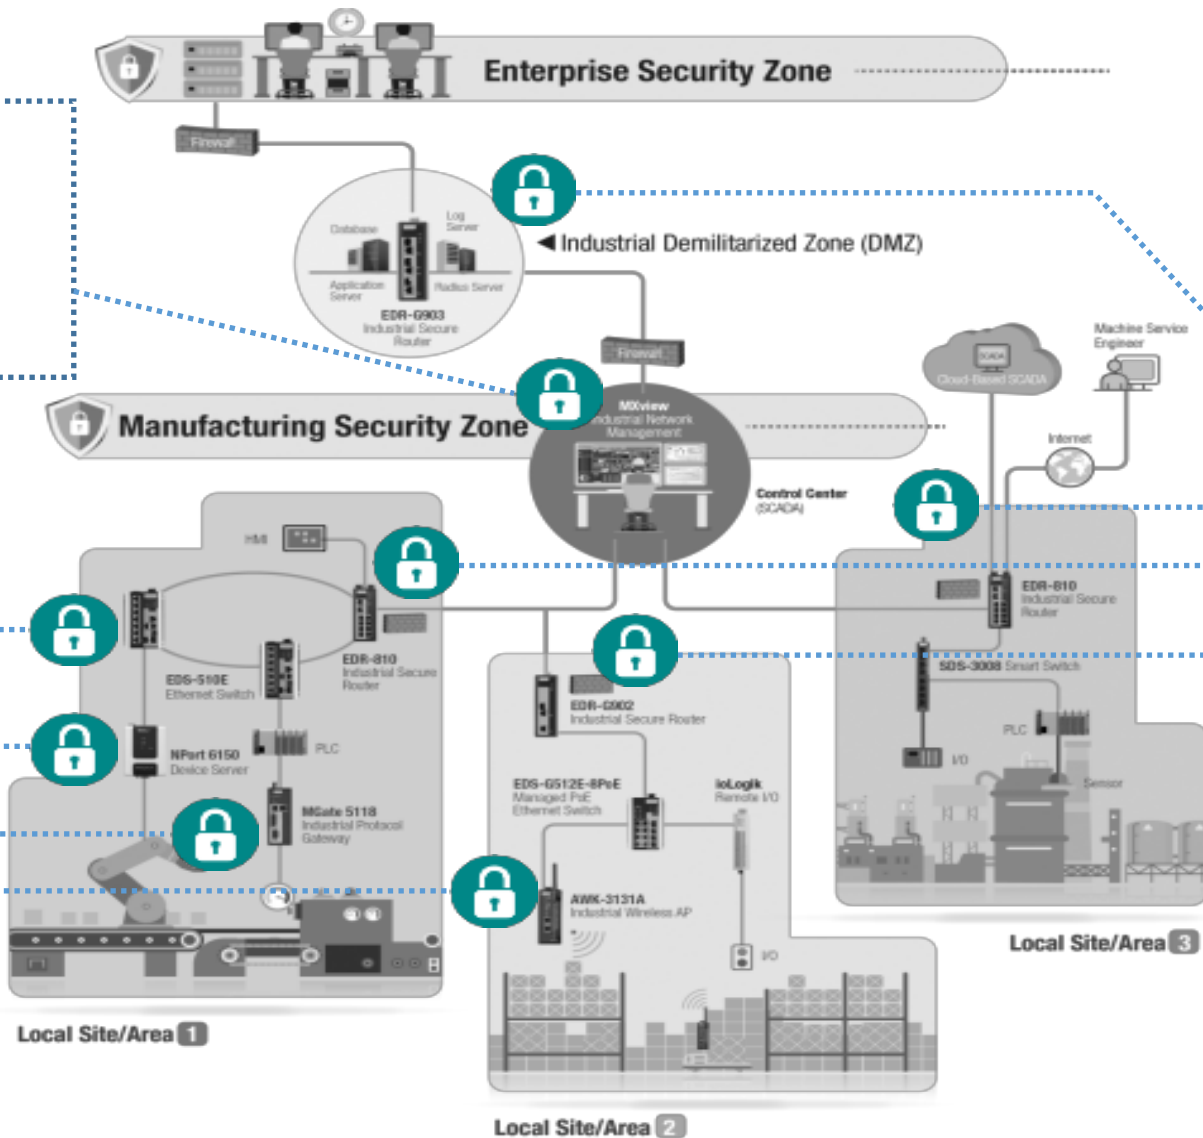 Enterprise Security Zone
Firewall
Database
Log
Server
Application
Server
Radius Server
EDR-G903
Industrial Secure
Router
◄ Industrial Demilitarized Zone (DMZ)
Firewall
SCADA
Cloud-Based SCADA
Machine Service
Engineer
Internet
Manufacturing Security Zone
MXview
Industrial Network
Management
Control Center
(SCADA)
HMI
EDR-810
Industrial Secure
Router
EDS-510E
Ethernet Switch
NPort 6150
Device Server
PLC
MGate 5118
Industrial Protocol
Gateway
Local Site/Area 1
EDR-G902
Industrial Secure Router
EDS-G512E-8PoE
Managed PoE
Ethernet Switch
ioLogik
Remote I/O
AWK-3131A
Industrial Wireless AP
I/O
Local Site/Area 2
EDR-810
Industrial Secure
Router
SDS-3008 Smart Switch
PLC
I/O
Sensor
Local Site/Area 3